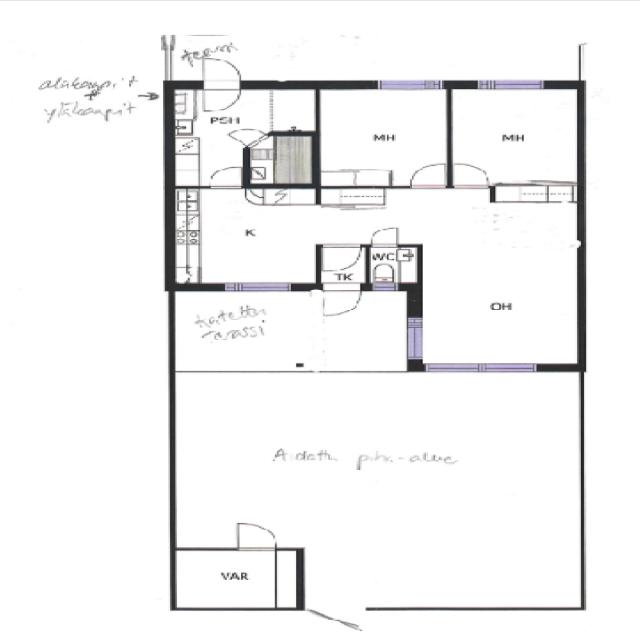 terassi
alakaapit
+
yläkaapit
PSH
MH
MH
K
WC
TK
OH
katettu
terassi
Aidattu piha-alue
VAR